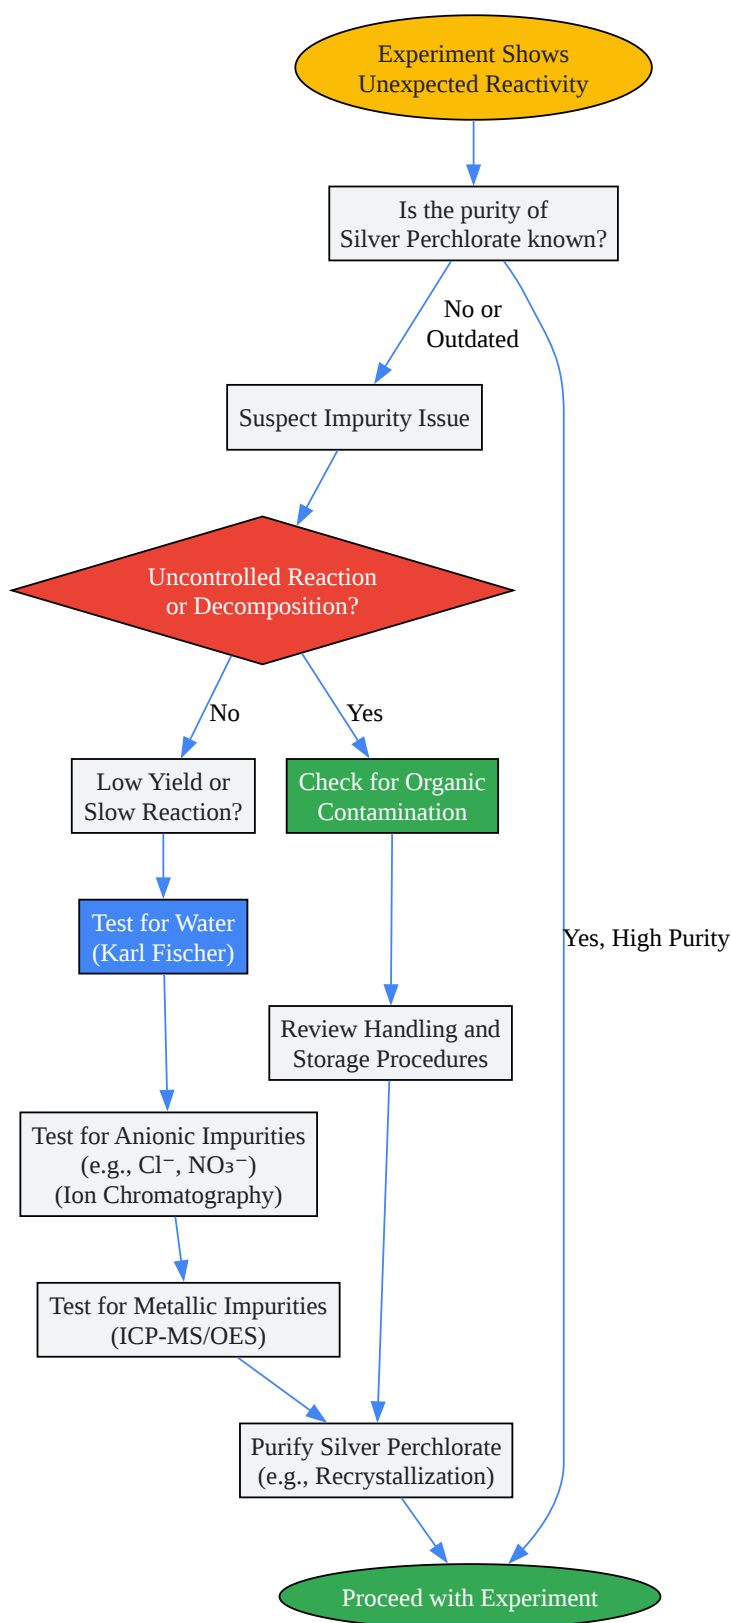 Experiment Shows
Unexpected Reactivity
Is the purity of
Silver Perchlorate known?
No or
Outdated
Suspect Impurity Issue
Uncontrolled Reaction
or Decomposition?
No
Yes
Low Yield or
Slow Reaction?
Check for Organic
Contamination
Test for Water
(Karl Fischer)
Yes, High Purity
Review Handling and
Storage Procedures
Test for Anionic Impurities
(e.g., Cl⁻, NO₃⁻)
(Ion Chromatography)
Test for Metallic Impurities
(ICP-MS/OES)
Purify Silver Perchlorate
(e.g., Recrystallization)
Proceed with Experiment